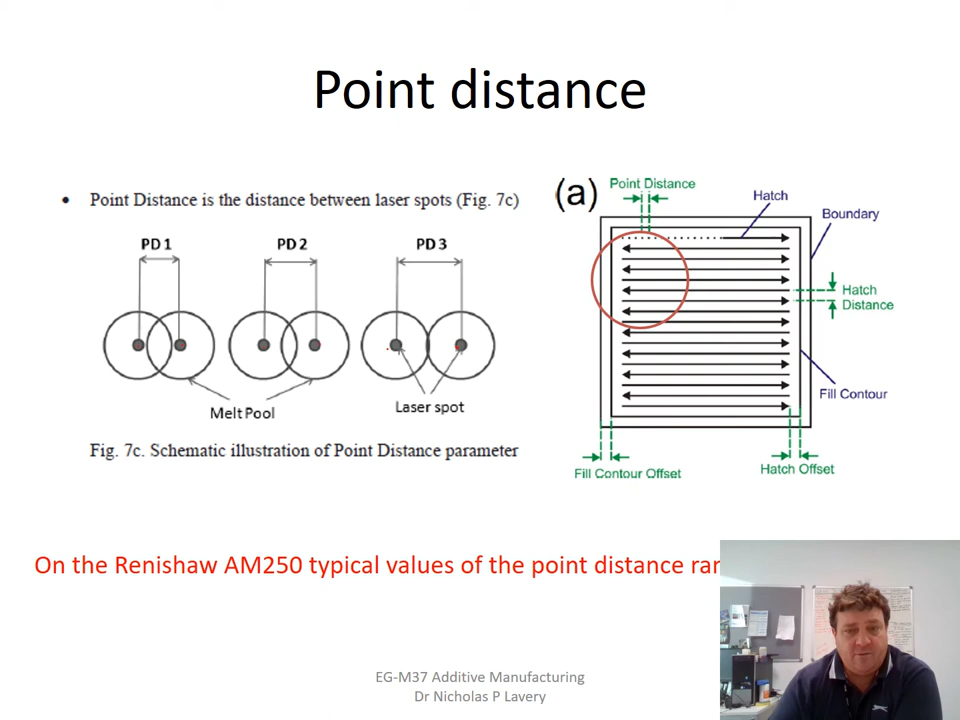 Point distance
• Point Distance is the distance between laser spots (Fig. 7c)
PD 1
PD 2
PD 3
Melt Pool
Laser spot
Fig. 7c. Schematic illustration of Point Distance parameter
(a)
Point Distance
Hatch
Boundary
Hatch
Distance
Fill Contour
Fill Contour Offset
Hatch Offset
On the Renishaw AM250 typical values of the point distance
EG-M37 Additive Manufacturing
Dr Nicholas P Lavery